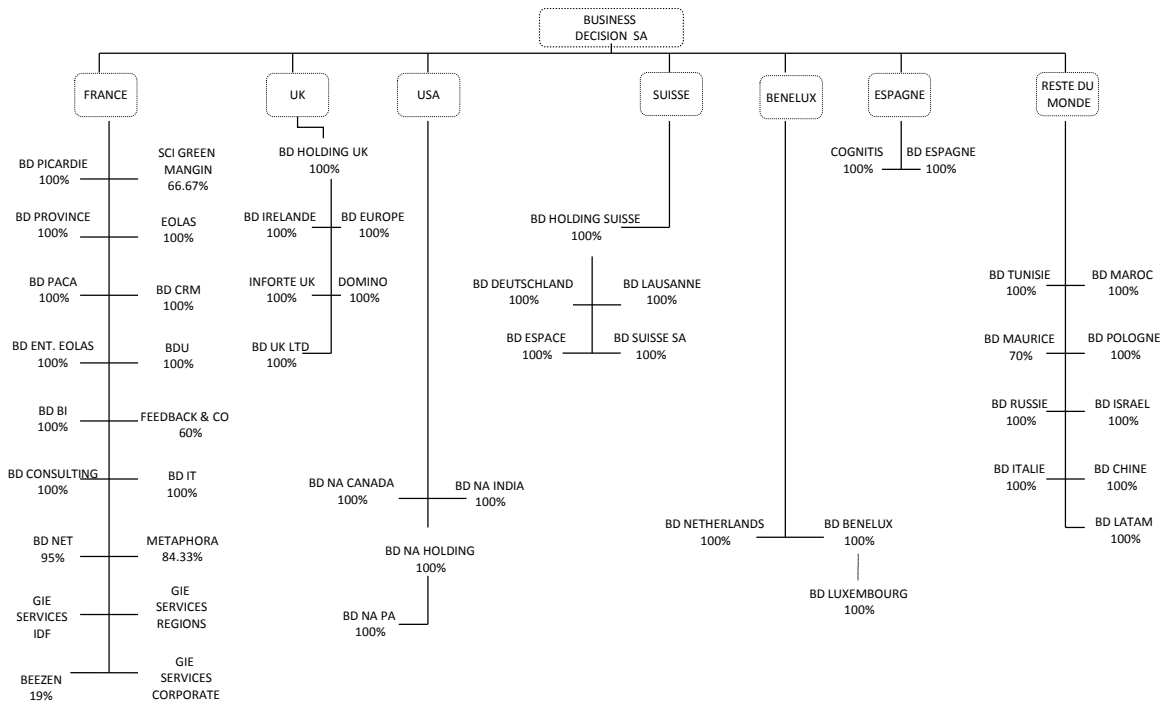 BUSINESS
DECISION SA
FRANCE
UK
USA
SUISSE
BENELUX
ESPAGNE
RESTE DU
MONDE
BD PICARDIE
100%
SCI GREEN
MANGIN
66.67%
BD PROVINCE
100%
EOLAS
100%
BD PACA
100%
BD CRM
100%
BD ENT. EOLAS
100%
BDU
100%
BD BI
100%
FEEDBACK & CO
60%
BD CONSULTING
100%
BD IT
100%
BD NET
95%
METAPHORA
84.33%
GIE
SERVICES
IDF
GIE
SERVICES
REGIONS
BEEZEN
19%
GIE
SERVICES
CORPORATE
BD HOLDING UK
100%
BD IRELANDE
100%
BD EUROPE
100%
INFORTE UK
100%
DOMINO
100%
BD UK LTD
100%
BD NA CANADA
100%
BD NA INDIA
100%
BD NA HOLDING
100%
BD NA PA
100%
BD HOLDING SUISSE
100%
BD DEUTSCHLAND
100%
BD LAUSANNE
100%
BD ESPACE
100%
BD SUISSE SA
100%
BD NETHERLANDS
100%
BD BENELUX
100%
BD LUXEMBOURG
100%
COGNITIS
100%
BD ESPAGNE
100%
BD TUNISIE
100%
BD MAROC
100%
BD MAURICE
70%
BD POLOGNE
100%
BD RUSSIE
100%
BD ISRAEL
100%
BD ITALIE
100%
BD CHINE
100%
BD LATAM
100%